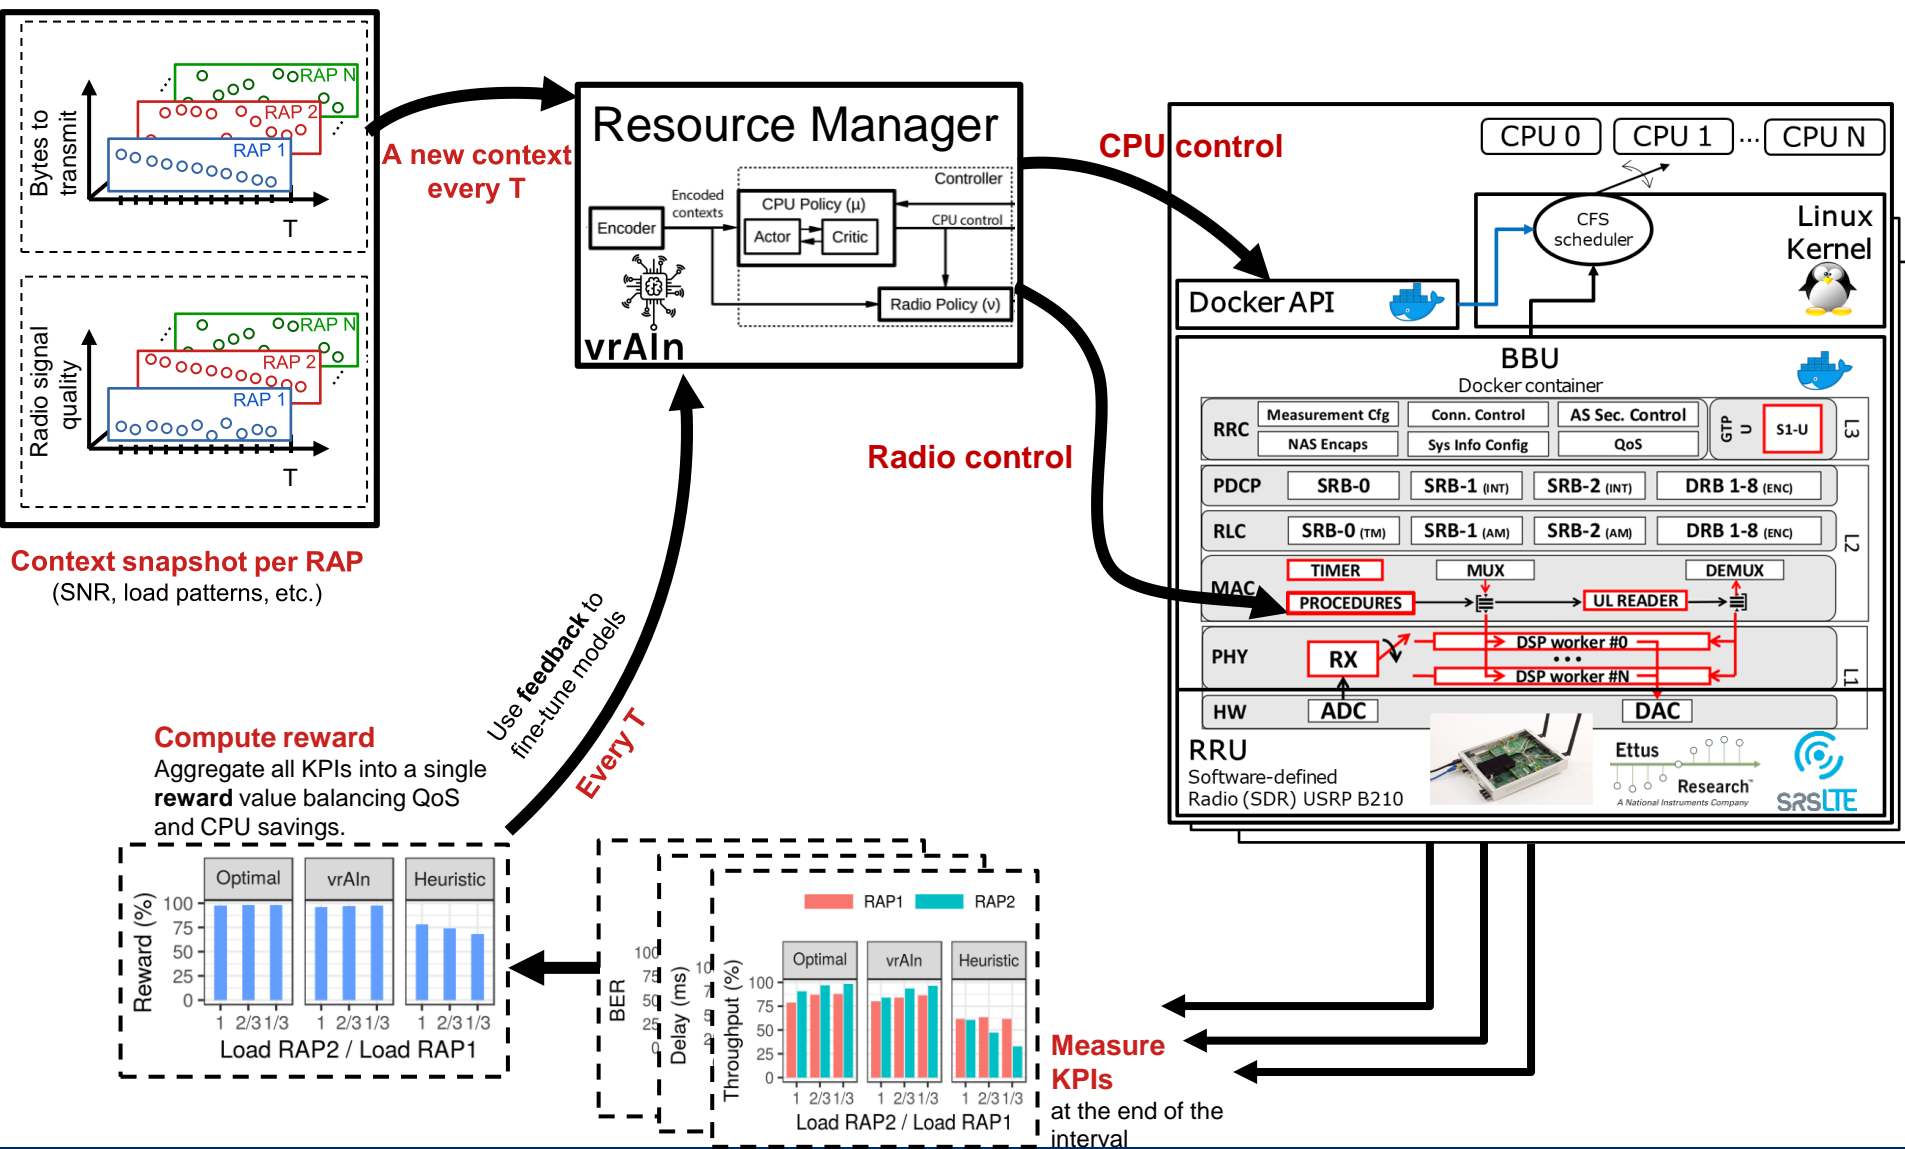 Bytes to
transmit
RAP N
RAP 2
RAP 1
T
Radio signal
quality
RAP N
RAP 2
RAP 1
T
Context snapshot per RAP
(SNR, load patterns, etc.)
A new context
every T
Resource Manager
Controller
Encoded
contexts
CPU Policy (μ)
Encoder
Actor
Critic
CPU control
Radio Policy (ν)
vrAIn
CPU control
Radio control
CPU 0
CPU 1
...
CPU N
CFS
scheduler
Linux
Kernel
Docker API
BBU
Docker container
RRC
Measurement Cfg
Conn. Control
AS Sec. Control
NAS Encaps
Sys Info Config
QoS
GTP
U
S1-U
L3
PDCP
SRB-0
SRB-1 (INT)
SRB-2 (INT)
DRB 1-8 (ENC)
RLC
SRB-0 (TM)
SRB-1 (AM)
SRB-2 (AM)
DRB 1-8 (ENC)
L2
MAC
TIMER
MUX
DEMUX
PROCEDURES
UL READER
PHY
RX
DSP worker #0
...
DSP worker #N
L1
HW
ADC
DAC
RRU
Software-defined
Radio (SDR) USRP B210
Ettus
Research™
A National Instruments Company
SRSLTE
Use feedback to
fine-tune models
Every T
Compute reward
Aggregate all KPIs into a single
reward value balancing QoS
and CPU savings.
Reward (%)
Optimal
vrAIn
Heuristic
100
75
50
25
0
1 2/3 1/3
1 2/3 1/3
1 2/3 1/3
Load RAP2 / Load RAP1
BER
100
75
50
25
0
Delay (ms)
RAP1
RAP2
Throughput (%)
Optimal
vrAIn
Heuristic
100
75
50
25
0
1 2/3 1/3
1 2/3 1/3
1 2/3 1/3
Load RAP2 / Load RAP1
Measure
KPIs
at the end of the
interval